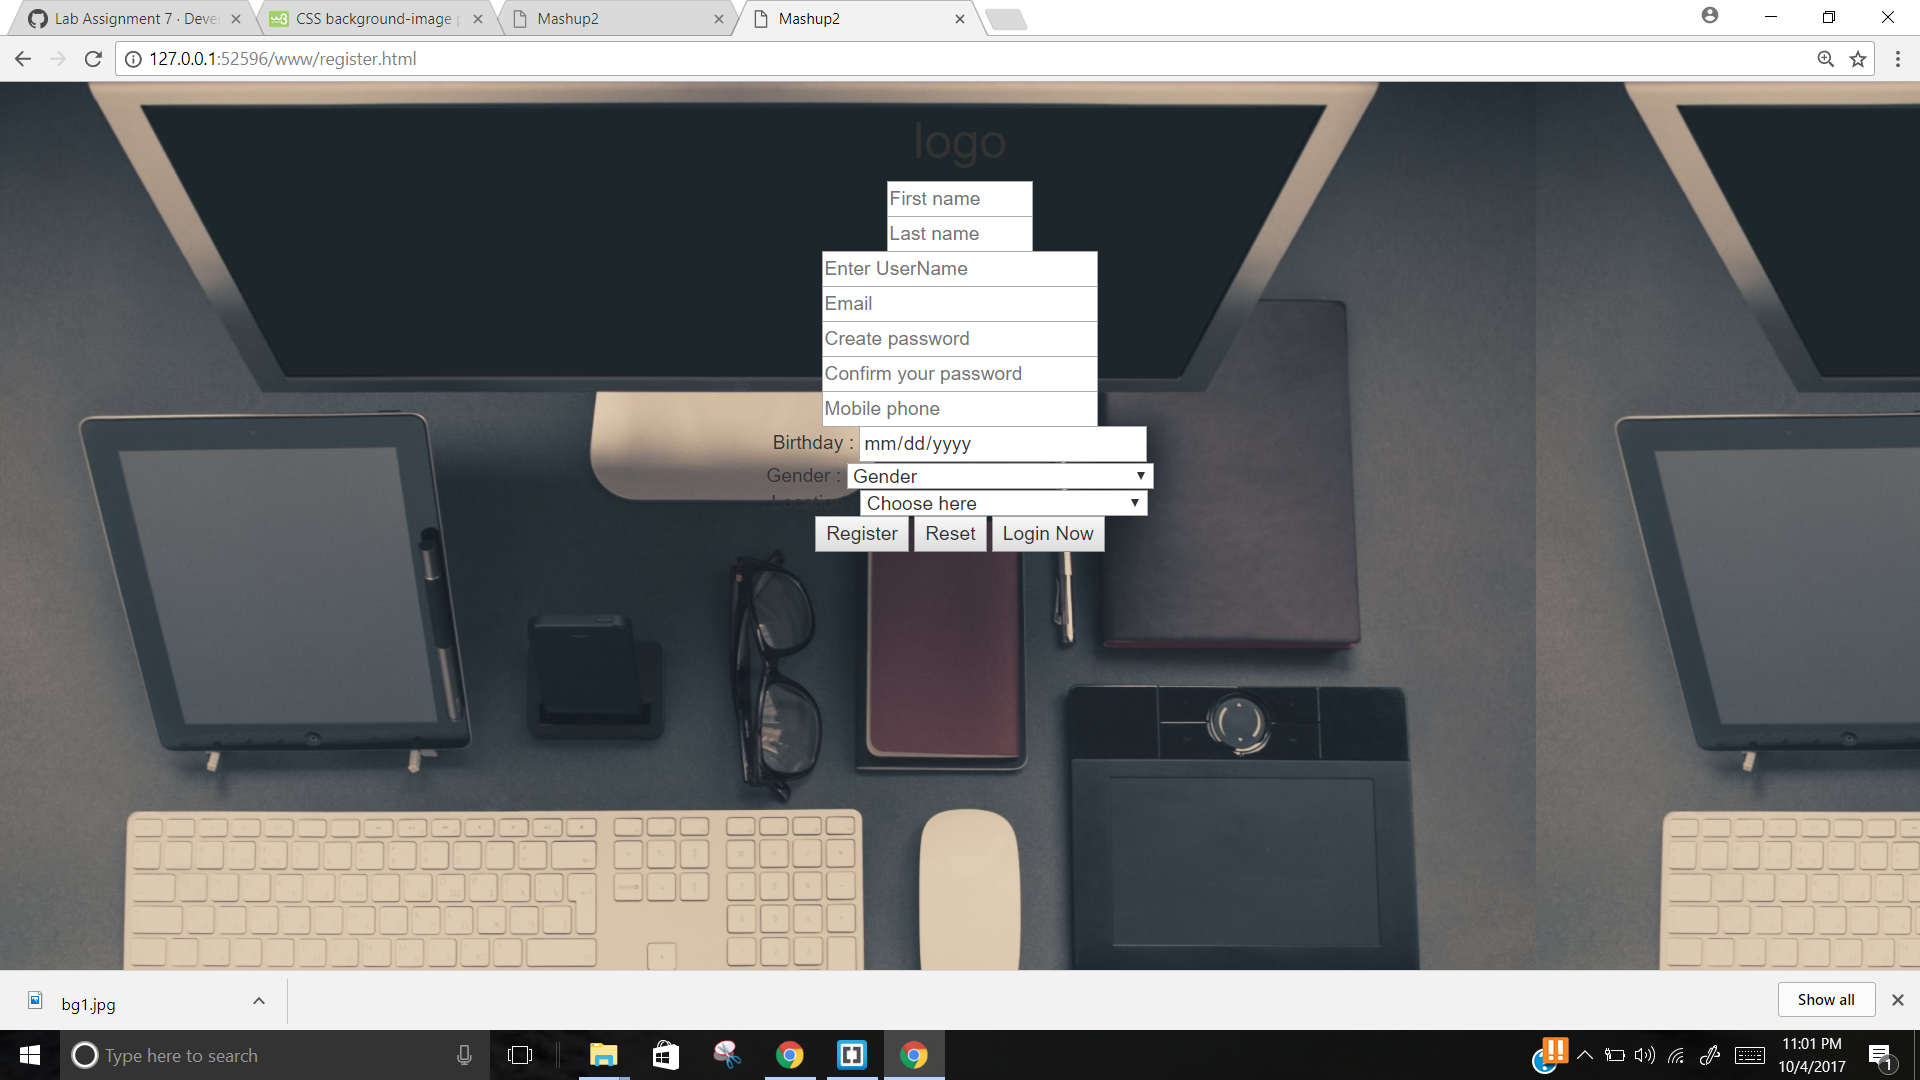 Lab Assignment 7 · Deve
CSS background-image p
Mashup2
Mashup2
127.0.0.1:52596/www/register.html
logo
First name
Last name
Enter UserName
Email
Create password
Confirm your password
Mobile phone
Birthday : mm/dd/yyyy
Gender : Gender
Location Choose here
Register Reset Login Now
bg1.jpg
Show all
Type here to search
11:01 PM
10/4/2017
1